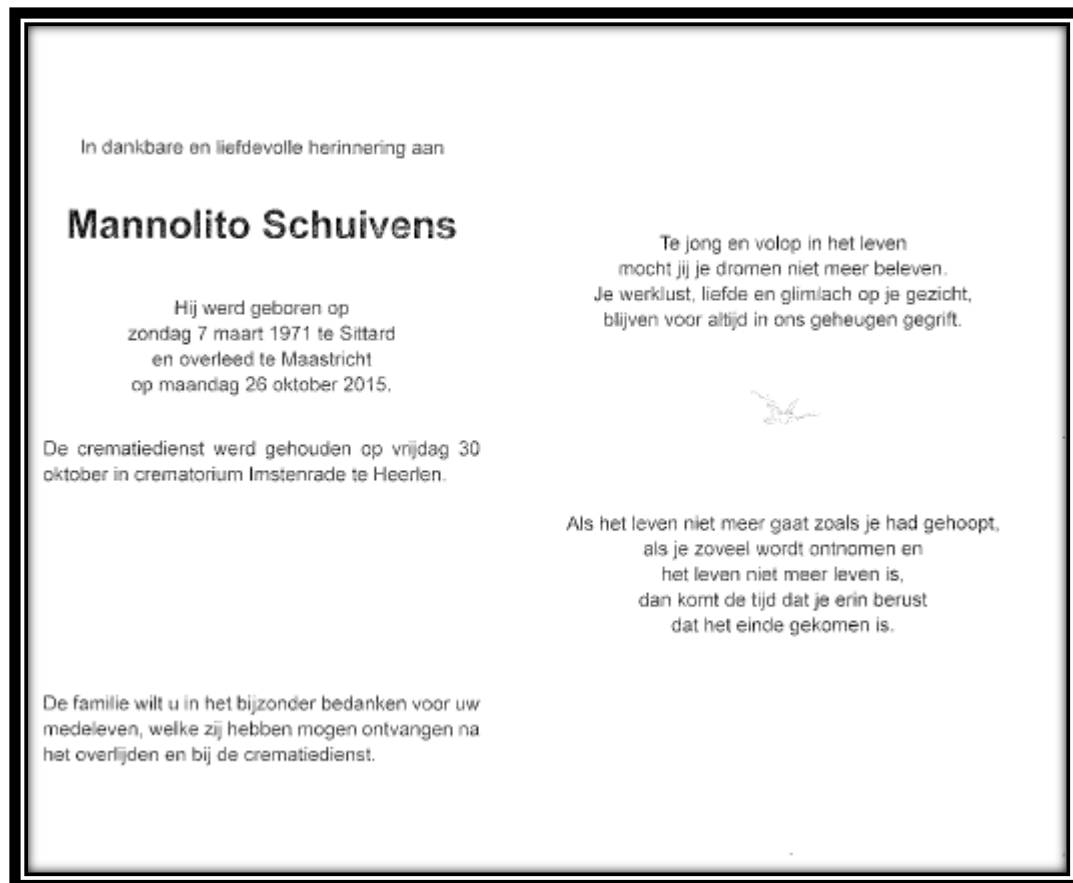 In dankbare en liefdevolle herinnering aan
Mannolito Schuivens
Hij werd geboren op
zondag 7 maart 1971 te Sittard
en overleed te Maastricht
op maandag 26 oktober 2015.
De crematiedienst werd gehouden op vrijdag 30
oktober in crematorium Imstenrade te Heerlen.
De familie wilt u in het bijzonder bedanken voor uw
medeleven, welke zij hebben mogen ontvangen na
het overlijden en bij de crematiedienst.
Te jong en volop in het leven
mocht jij je dromen niet meer beleven.
Je werklust, liefde en glimlach op je gezicht,
blijven voor altijd in ons geheugen gegrift.
Als het leven niet meer gaat zoals je had gehoopt,
als je zoveel wordt ontnomen en
het leven niet meer leven is,
dan komt de tijd dat je erin berust
dat het einde gekomen is.